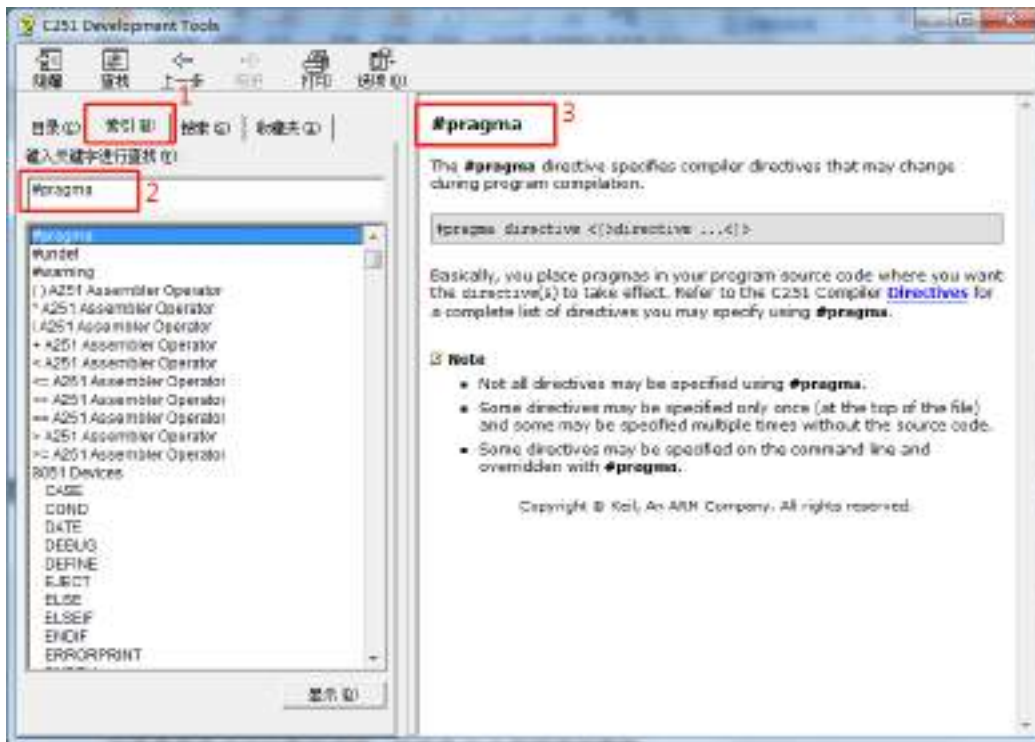 C251 Development Tools
隐藏 查找 上一步 打印 选项(O)
1
目录(C) 索引(N) 搜索(S) 收藏夹(I)
键入关键字进行查找(W)
#pragma
2
#pragma
#undef
#warning
( ) A251 Assembler Operator
* A251 Assembler Operator
A251 Assembler Operator
+ A251 Assembler Operator
< A251 Assembler Operator
<= A251 Assembler Operator
A251 Assembler Operator
== A251 Assembler Operator
> A251 Assembler Operator
>= A251 Assembler Operator
8051 Devices
CASE
COND
DATE
DEBUG
DEFINE
EJECT
ELSE
ELSEIF
ENDIF
ERRORPRINT
显示(D)
#pragma
3
The #pragma directive specifies compiler directives that may change
during program compilation.
#pragma directive <[>directive ...<]>
Basically, you place pragmas in your program source code where you want
the directive(s) to take effect. Refer to the C251 Compiler Directives for
a complete list of directives you may specify using #pragma.
Note
• Not all directives may be specified using #pragma.
• Some directives may be specified only once (at the top of the file)
and some may be specified multiple times without the source code.
• Some directives may be specified on the command line and
overridden with #pragma.
Copyright © Keil, An ARM Company. All rights reserved.